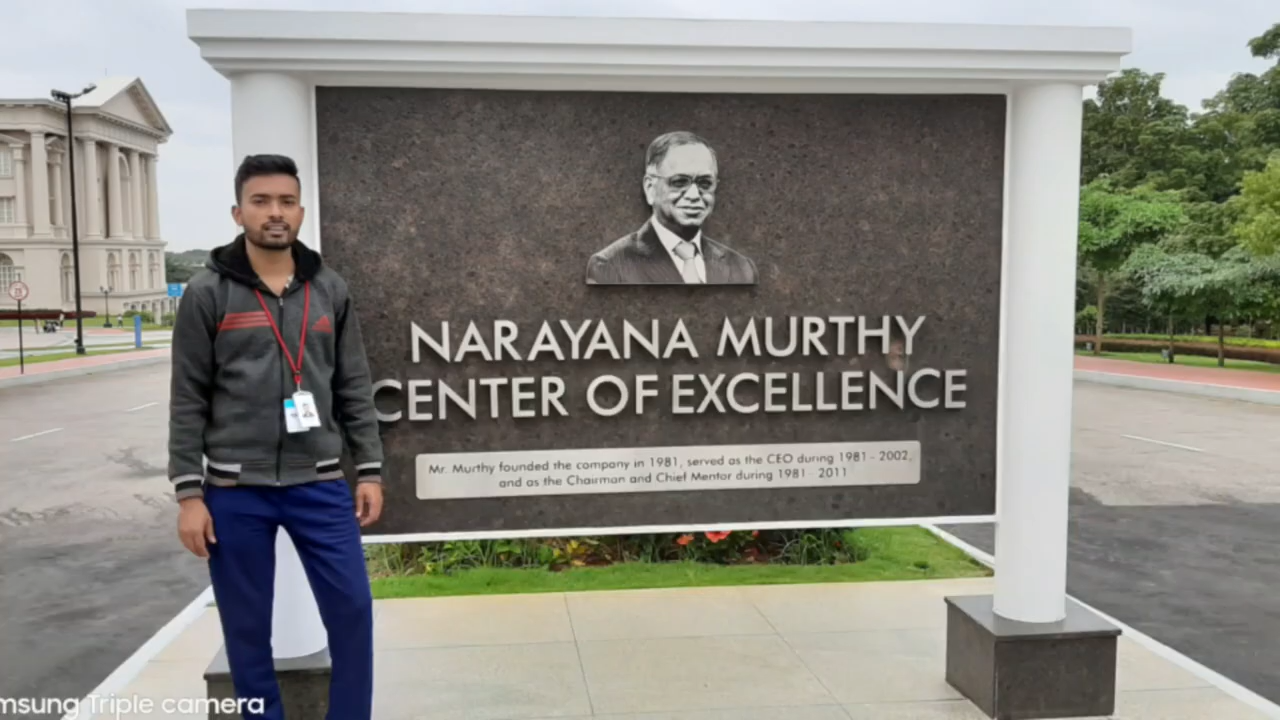 NARAYANA MURTHY
CENTER OF EXCELLENCE
Mr. Murthy founded the company in 1981, served as the CEO during 1981 - 2002,
and as the Chairman and Chief Mentor during 1981 - 2011
msung Triple camera